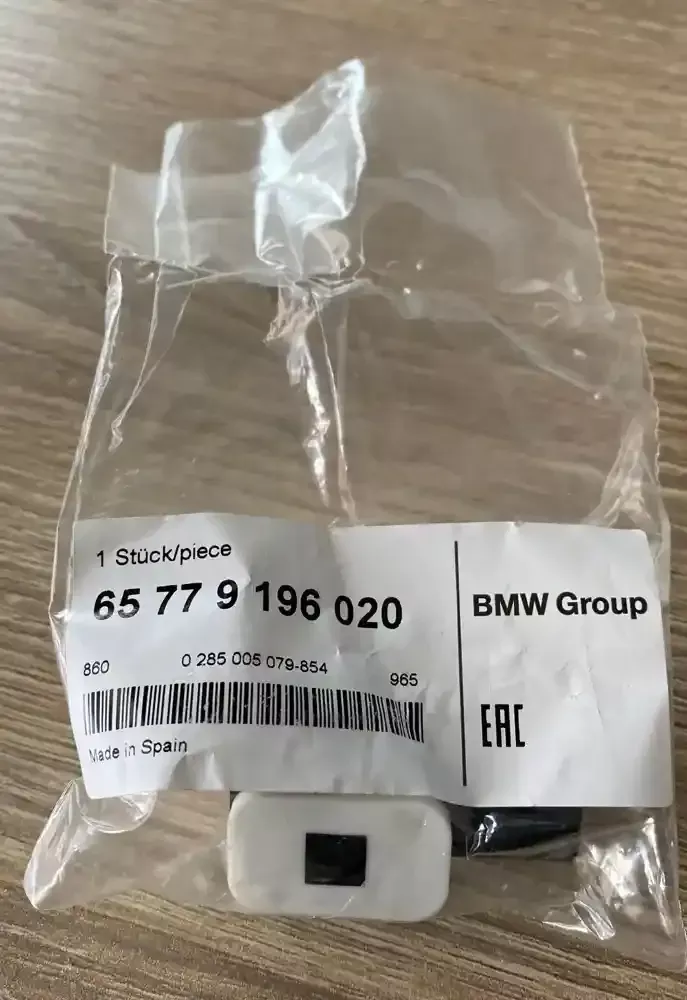 1 Stück/piece
65 77 9 196 020
860 0 285 005 079-854 965
Made in Spain
BMW Group
EAC